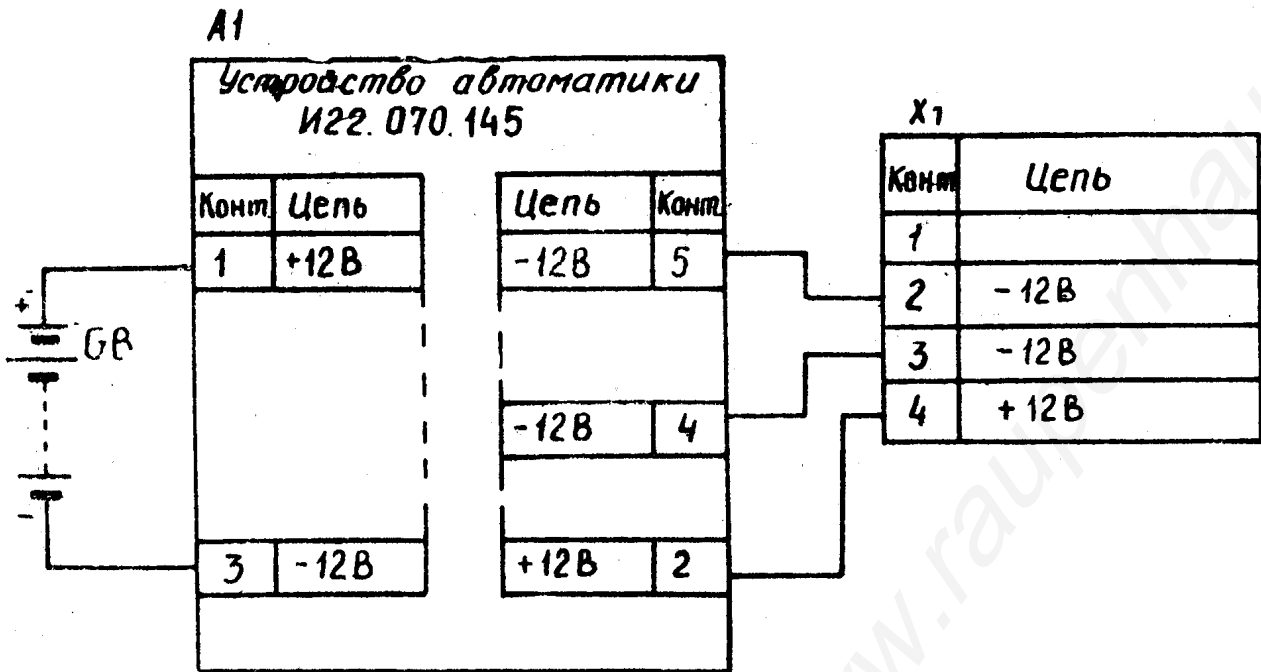 А1
Устройство автоматики
И22.070.145
Конт. Цепь
1 +12В
3 -12В
Цепь Конт.
-12В 5
-12В 4
+12В 2
+
GB
-
X1
Конт Цепь
1
2 -12В
3 -12В
4 +12В